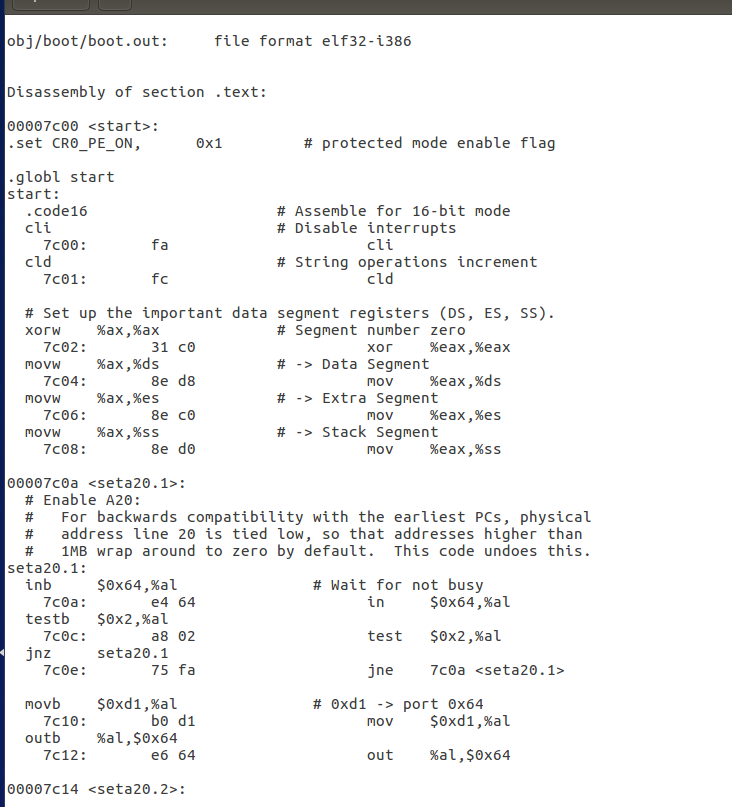 obj/boot/boot.out:     file format elf32-i386
Disassembly of section .text:
00007c00 <start>:
.set CR0_PE_ON,      0x1         # protected mode enable flag
.globl start
start:
  .code16                     # Assemble for 16-bit mode
  cli                         # Disable interrupts
    7c00:       fa                      cli
  cld                         # String operations increment
    7c01:       fc                      cld
  # Set up the important data segment registers (DS, ES, SS).
  xorw    %ax,%ax             # Segment number zero
    7c02:       31 c0                   xor    %eax,%eax
  movw    %ax,%ds             # -> Data Segment
    7c04:       8e d8                   mov    %eax,%ds
  movw    %ax,%es             # -> Extra Segment
    7c06:       8e c0                   mov    %eax,%es
  movw    %ax,%ss             # -> Stack Segment
    7c08:       8e d0                   mov    %eax,%ss
00007c0a <seta20.1>:
  # Enable A20:
  #   For backwards compatibility with the earliest PCs, physical
  #   address line 20 is tied low, so that addresses higher than
  #   1MB wrap around to zero by default.  This code undoes this.
seta20.1:
  inb     $0x64,%al               # Wait for not busy
    7c0a:       e4 64                   in     $0x64,%al
  testb   $0x2,%al
    7c0c:       a8 02                   test   $0x2,%al
  jnz     seta20.1
    7c0e:       75 fa                   jne    7c0a <seta20.1>
  movb    $0xd1,%al               # 0xd1 -> port 0x64
    7c10:       b0 d1                   mov    $0xd1,%al
  outb    %al,$0x64
    7c12:       e6 64                   out    %al,$0x64
00007c14 <seta20.2>: